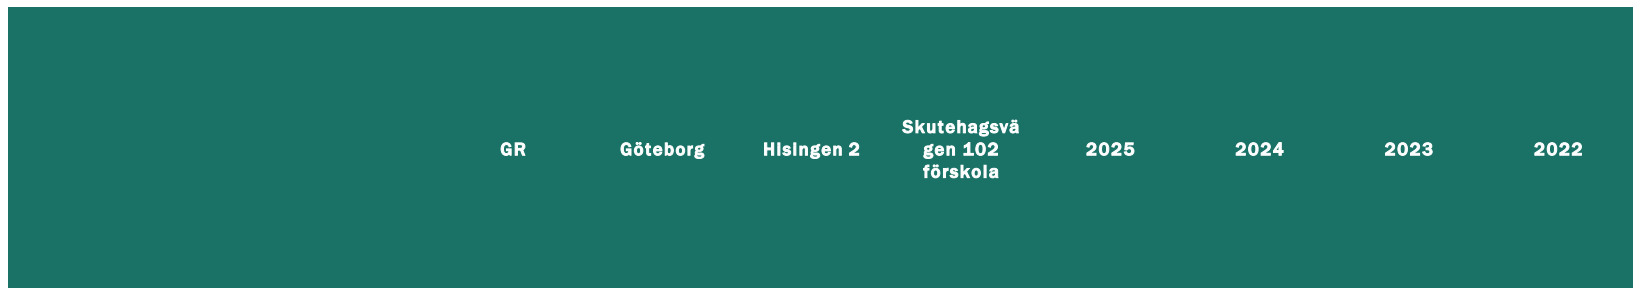 GR
Göteborg
Hisingen 2
Skutehagsvä
gen 102
förskola
2025
2024
2023
2022